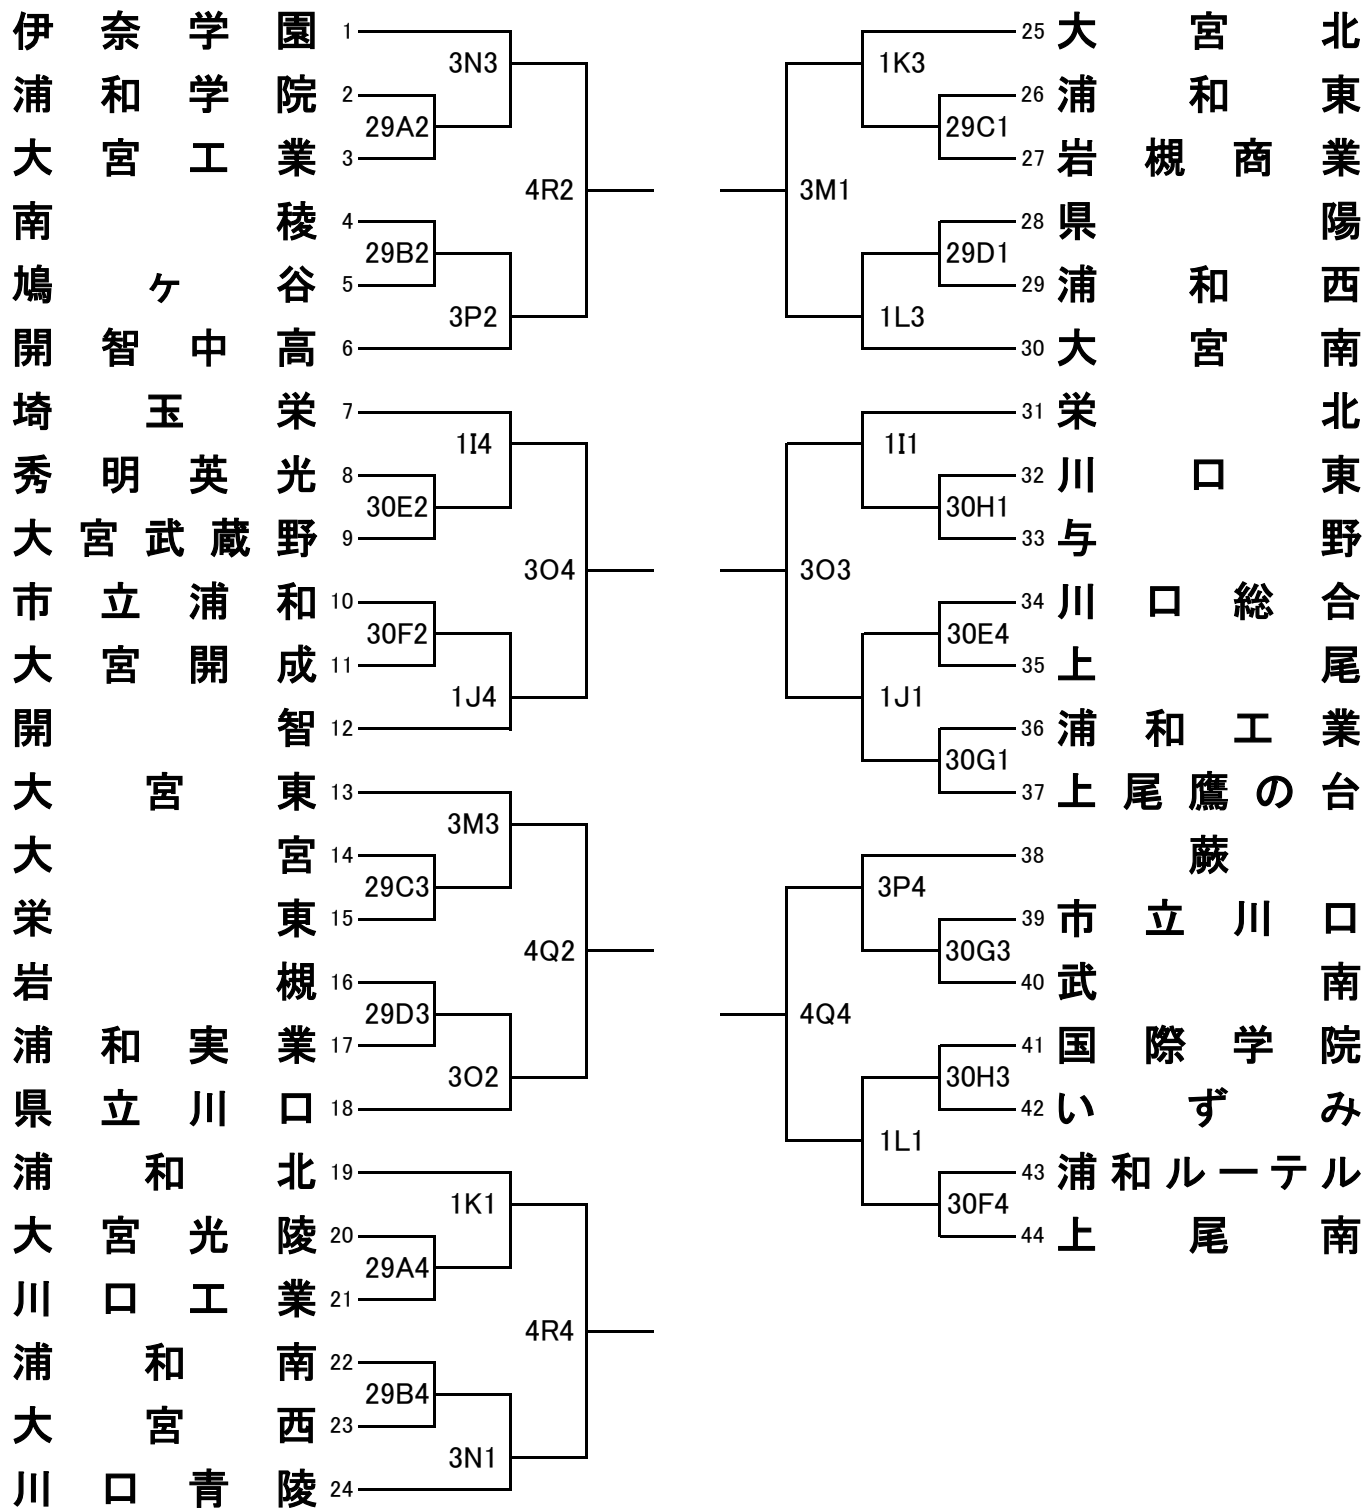 伊奈学園 1
3N3
浦和学院 2
29A2
大宮工業 3
4R2
南稜 4
29B2
鳩ヶ谷 5
3P2
開智中高 6
埼玉栄 7
1I4
秀明英光 8
30E2
大宮武蔵野 9
3O4
市立浦和 10
30F2
大宮開成 11
1J4
開智 12
大宮東 13
3M3
大宮 14
29C3
栄東 15
4Q2
岩槻 16
29D3
浦和実業 17
3O2
県立川口 18
浦和北 19
1K1
大宮光陵 20
29A4
川口工業 21
4R4
浦和南 22
29B4
大宮西 23
3N1
川口青陵 24
25 大宮北
1K3
26 浦和東
29C1
27 岩槻商業
3M1
28 県陽
29D1
29 浦和西
1L3
30 大宮南
31 栄北
1I1
32 川口東
30H1
33 与野
3O3
34 川口総合
30E4
35 上尾
1J1
36 浦和工業
30G1
37 上尾鷹の台
38 蕨
3P4
39 市立川口
30G3
40 武南
4Q4
41 国際学院
30H3
42 いずみ
1L1
43 浦和ルーテル
30F4
44 上尾南